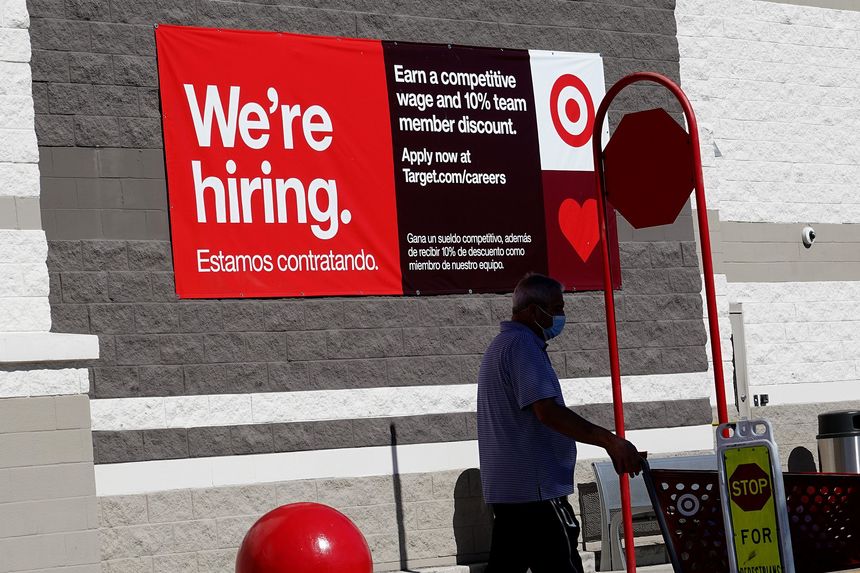 We're
hiring.
Estamos contratando.
Earn a competitive
wage and 10% team
member discount.
Apply now at
Target.com/careers
Gana un sueldo competitivo, además
de recibir 10% de descuento como
miembro de nuestro equipo.
STOP
FOR
PEDESTRIANS